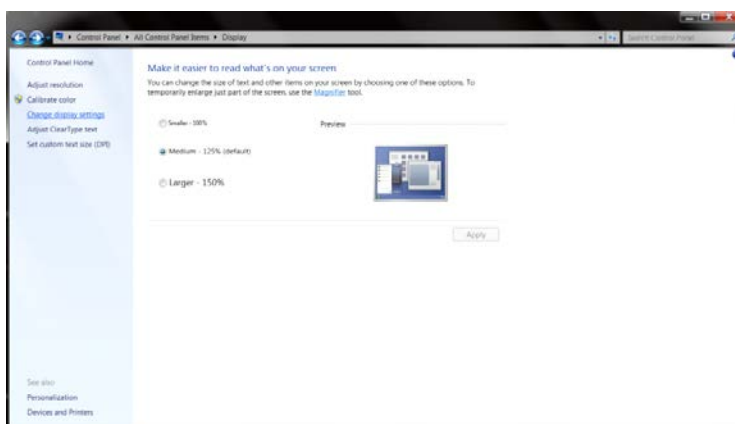 Control Panel ▸ All Control Panel Items ▸ Display
Search Control Panel
Control Panel Home
Adjust resolution
Calibrate color
Change display settings
Adjust ClearType text
Set custom text size (DPI)
Make it easier to read what's on your screen
You can change the size of text and other items on your screen by choosing one of these options. To
temporarily enlarge just part of the screen, use the Magnifier tool.
Smaller - 100%
Preview
Medium - 125% (default)
Larger - 150%
Apply
See also
Personalization
Devices and Printers